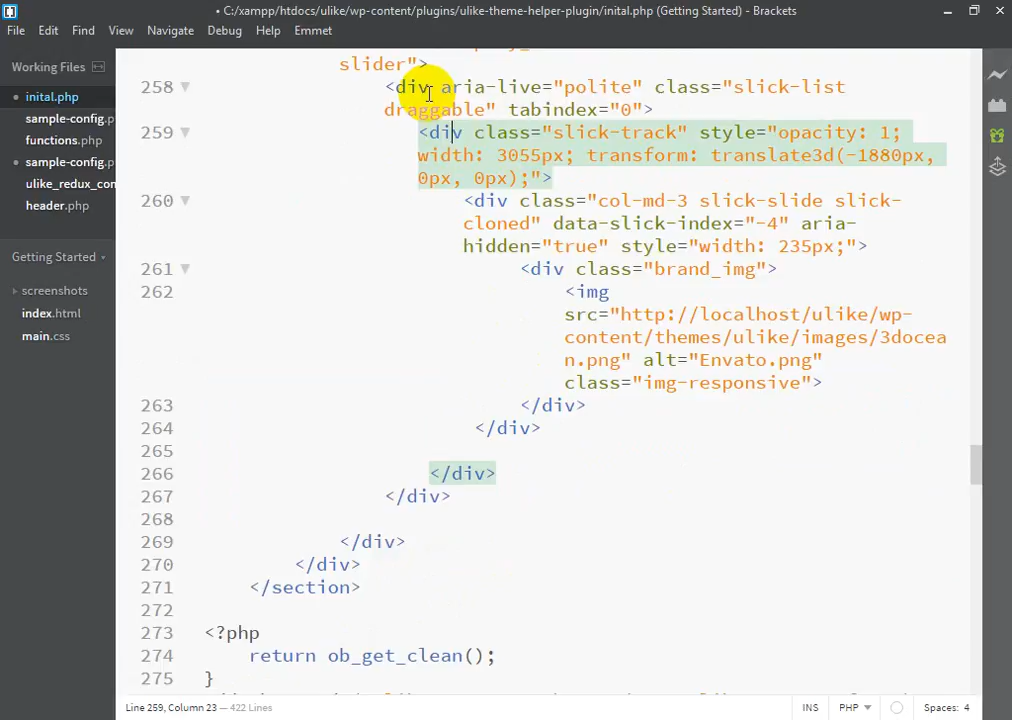 • C:/xampp/htdocs/ulike/wp-content/plugins/ulike-theme-helper-plugin/inital.php (Getting Started) - Brackets
File Edit Find View Navigate Debug Help Emmet
Working Files
inital.php
sample-config.p
functions.php
sample-config.p
ulike_redux_con
header.php
Getting Started
screenshots
index.html
main.css
slider">
258 <div aria-live="polite" class="slick-list
draggable" tabindex="0">
259 <div class="slick-track" style="opacity: 1;
width: 3055px; transform: translate3d(-1880px,
0px, 0px);">
260 <div class="col-md-3 slick-slide slick-
cloned" data-slick-index="-4" aria-
hidden="true" style="width: 235px;">
261 <div class="brand_img">
262 <img
src="http://localhost/ulike/wp-
content/themes/ulike/images/3docea
n.png" alt="Envato.png"
class="img-responsive">
263 </div>
264 </div>
265
266 </div>
267 </div>
268
269 </div>
270 </div>
271 </section>
272
273 <?php
274 return ob_get_clean();
275 }
Line 259, Column 23 — 422 Lines
INS PHP Spaces: 4